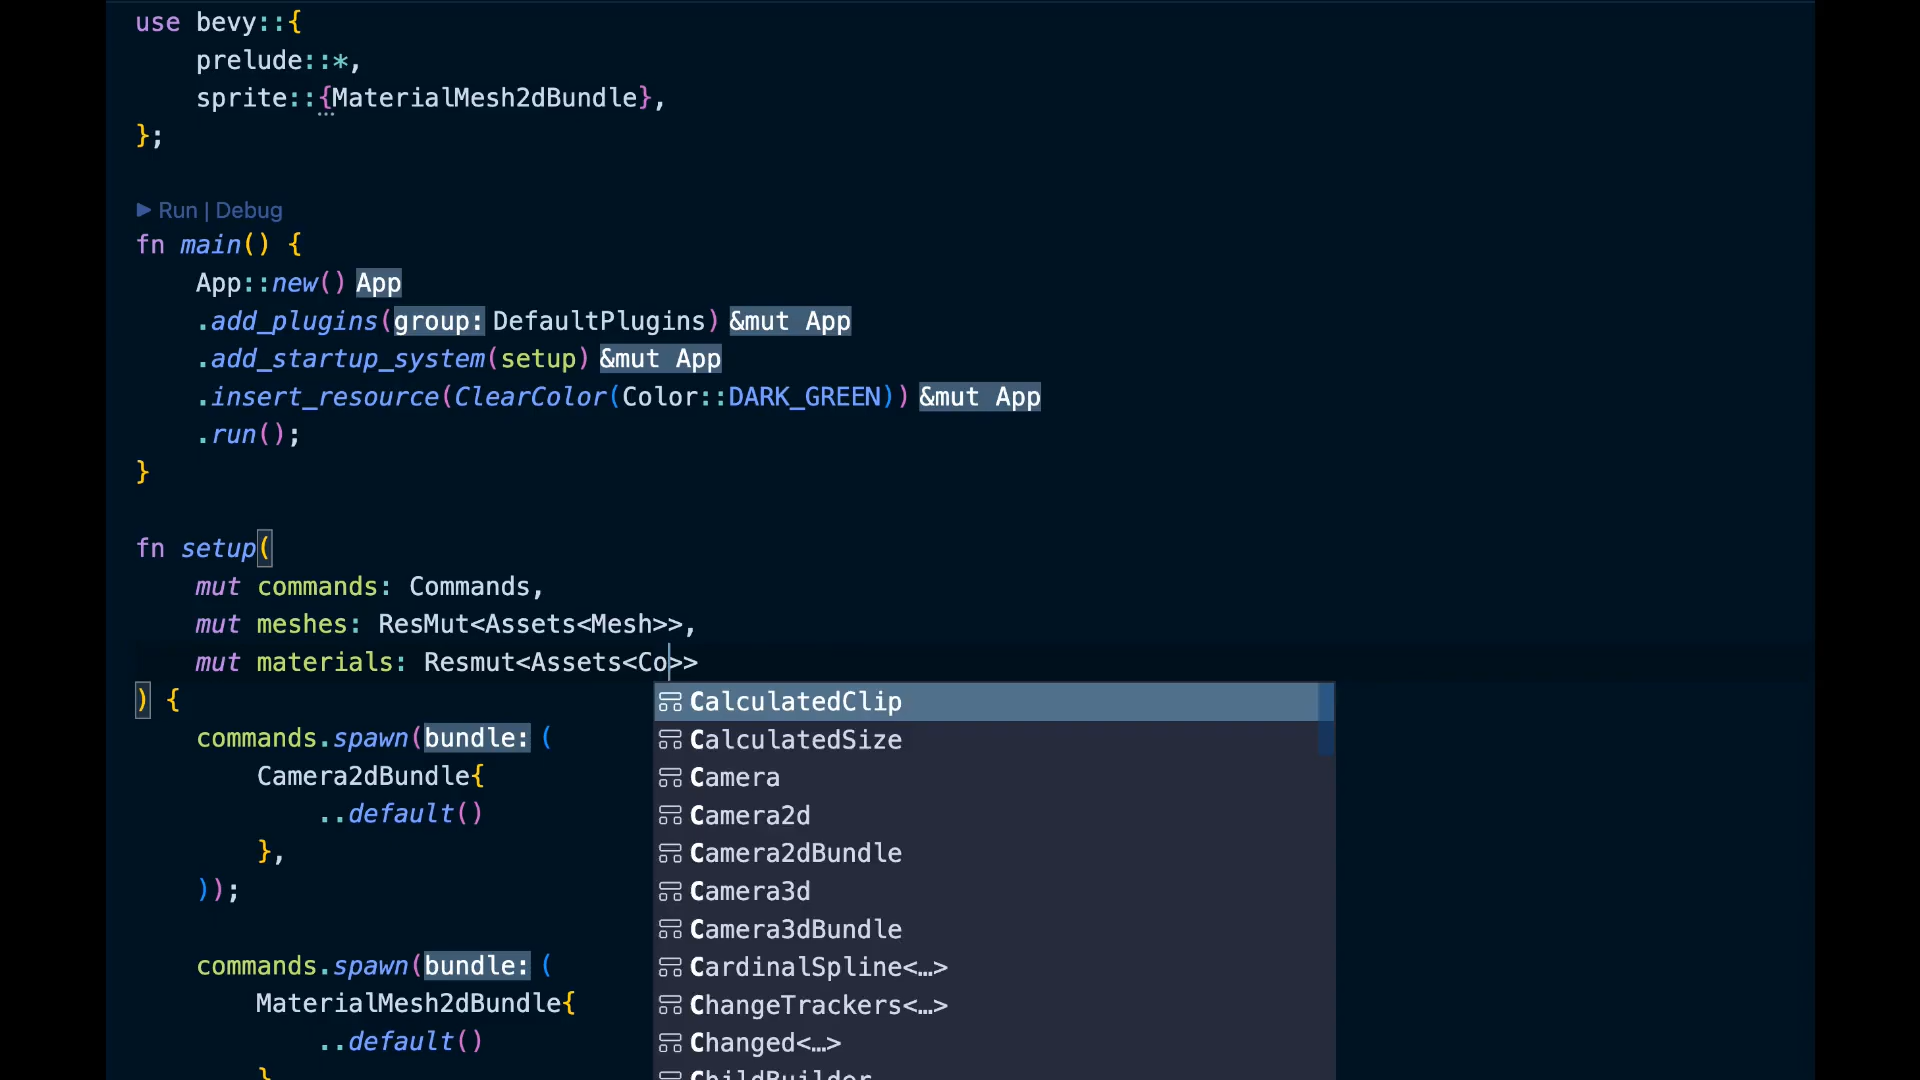 use bevy::{
prelude::*,
sprite::{MaterialMesh2dBundle},
};
Run | Debug
fn main() {
App::new() App
.add_plugins(group: DefaultPlugins) &mut App
.add_startup_system(setup) &mut App
.insert_resource(ClearColor(Color::DARK_GREEN)) &mut App
.run();
}
fn setup(
mut commands: Commands,
mut meshes: ResMut<Assets<Mesh>>,
mut materials: Resmut<Assets<Co>>
) {
commands.spawn(bundle: (
Camera2dBundle{
..default()
},
));
commands.spawn(bundle: (
MaterialMesh2dBundle{
..default()
}
CalculatedClip
CalculatedSize
Camera
Camera2d
Camera2dBundle
Camera3d
Camera3dBundle
CardinalSpline<…>
ChangeTrackers<…>
Changed<…>
ChildBuilder